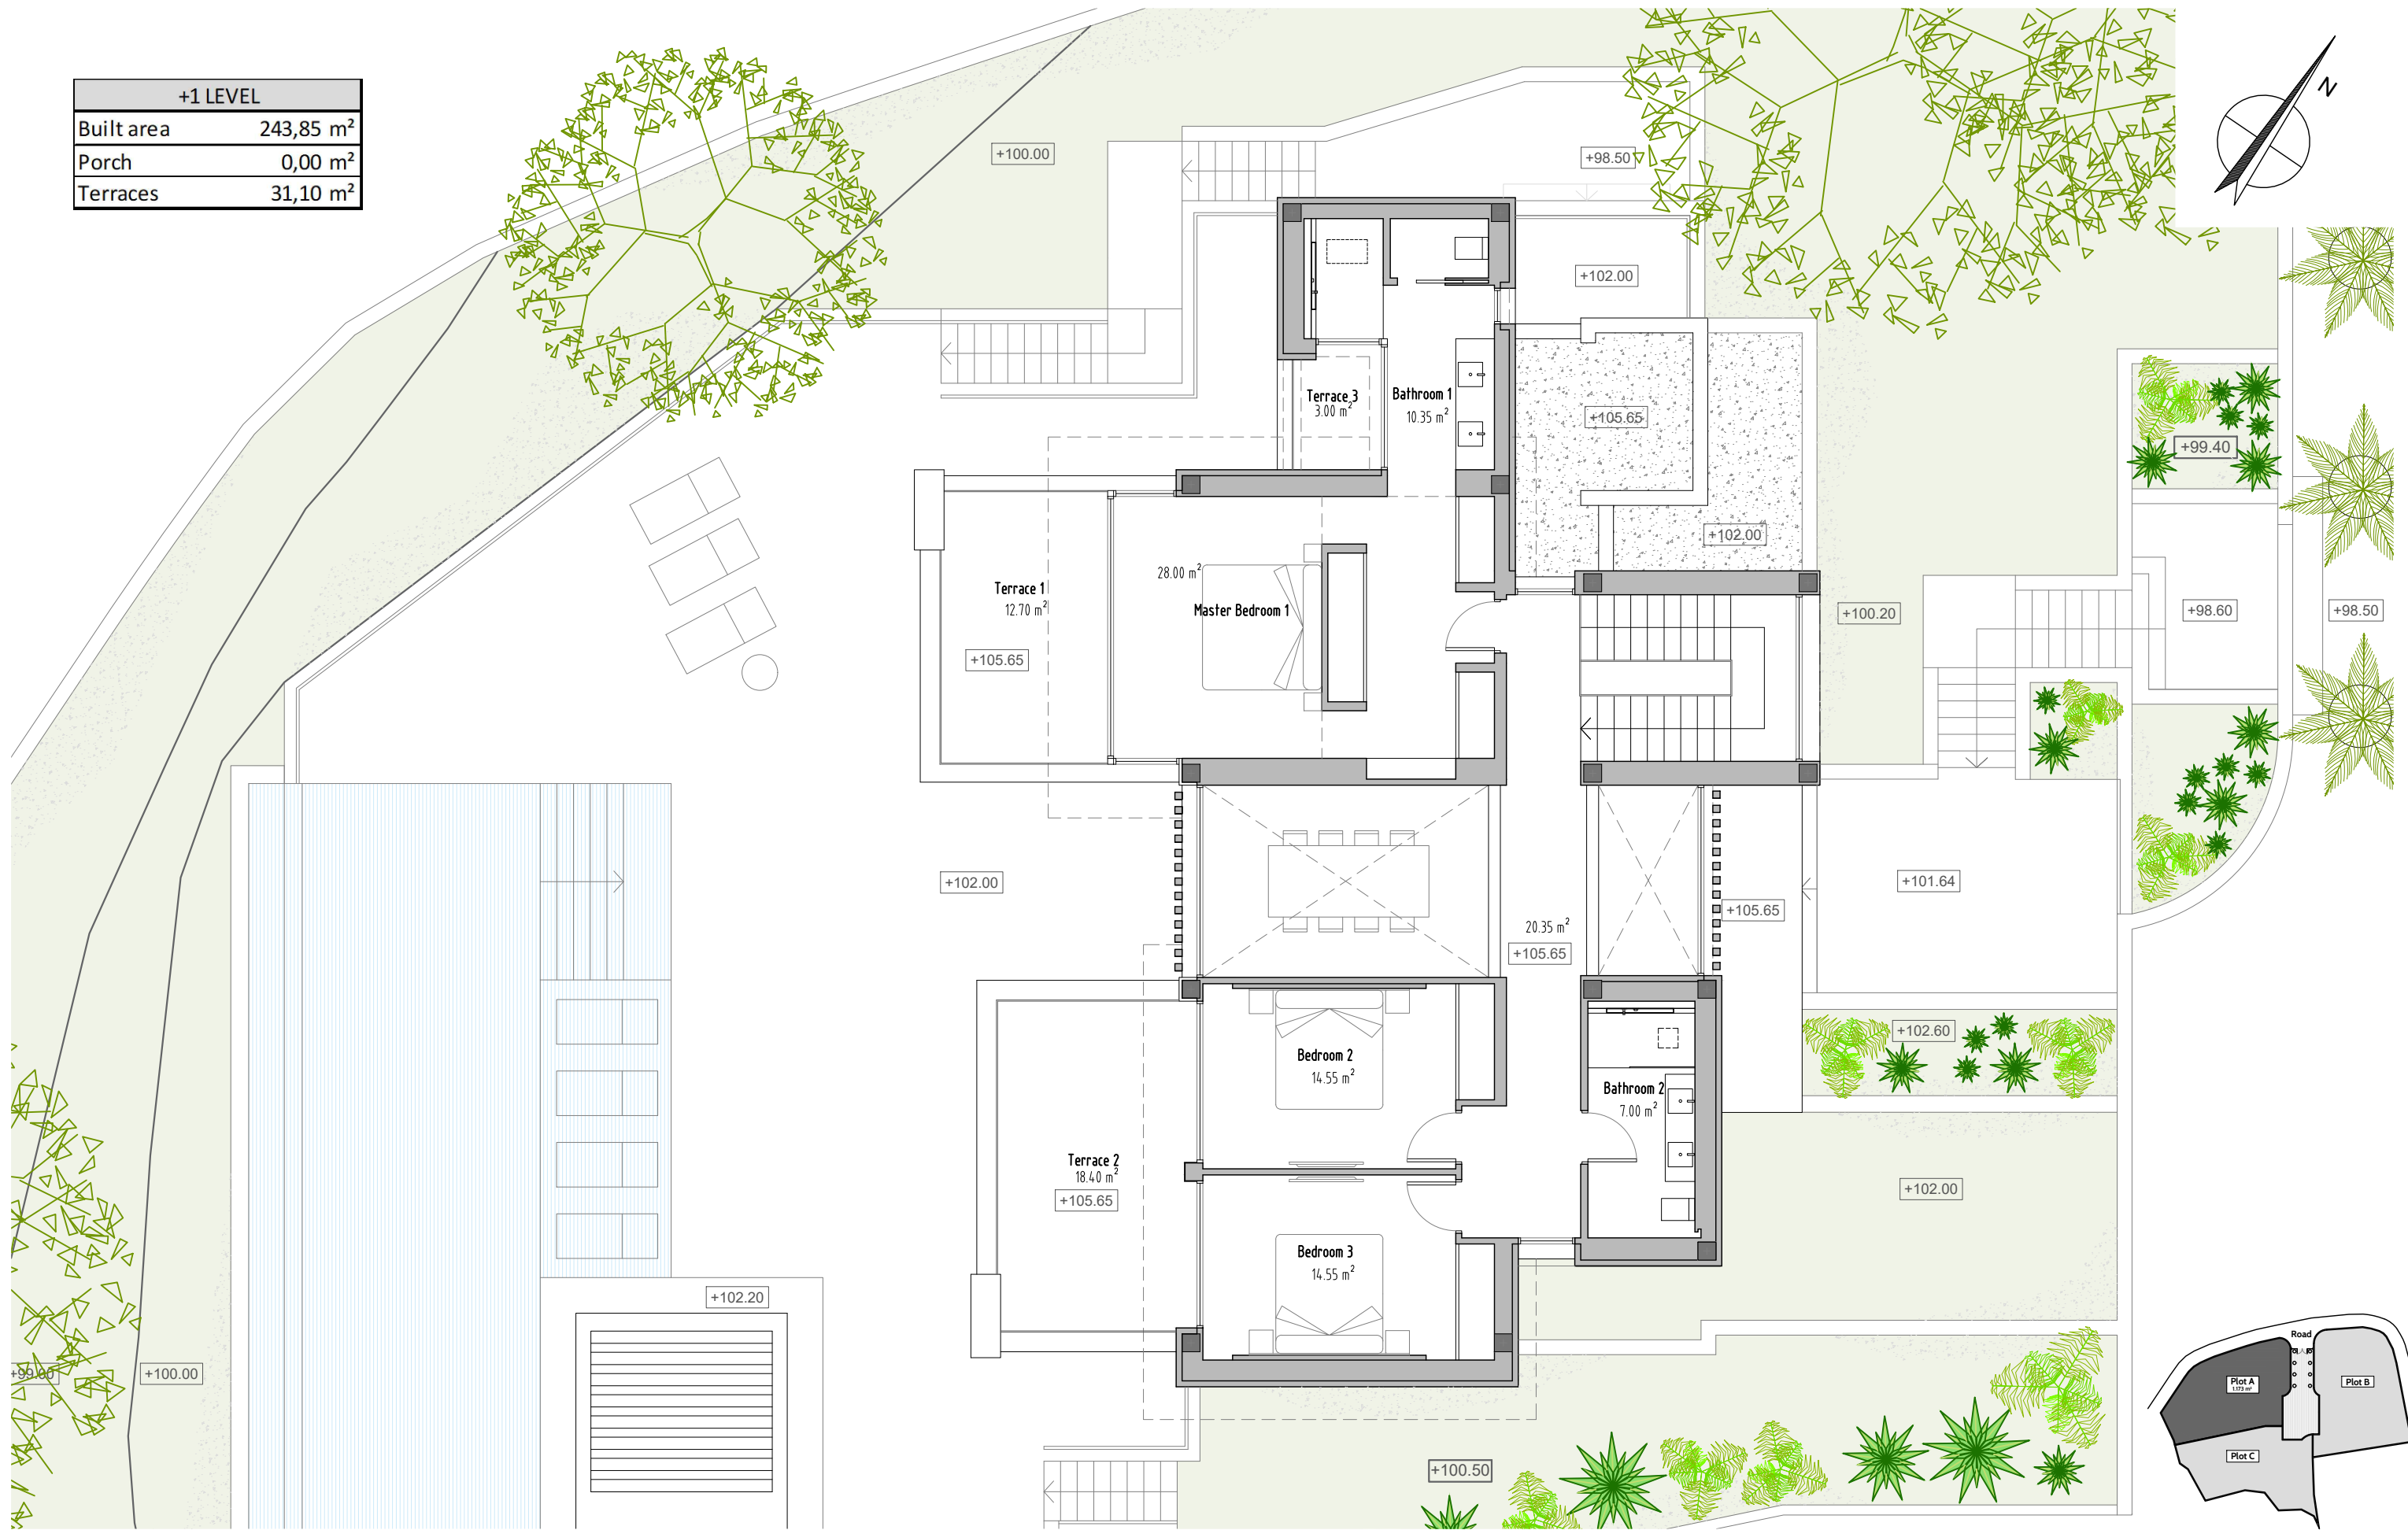 +1 LEVEL
Built area 243,85 m²
Porch 0,00 m²
Terraces 31,10 m²
N
+100.00
+98.50
+102.00
Terrace 3
3.00 m²
Bathroom 1
10.35 m²
+105.65
+99.40
+102.00
28.00 m²
Terrace 1
12.70 m²
Master Bedroom 1
+100.20
+98.60
+98.50
+105.65
+102.00
+101.64
+105.65
20.35 m²
+105.65
+102.60
Bedroom 2
14.55 m²
Bathroom 2
7.00 m²
Terrace 2
18.40 m²
+105.65
+102.00
Bedroom 3
14.55 m²
+102.20
+99.00
+100.00
+100.50
Road
Plot A
1.173 m²
Plot B
Plot C